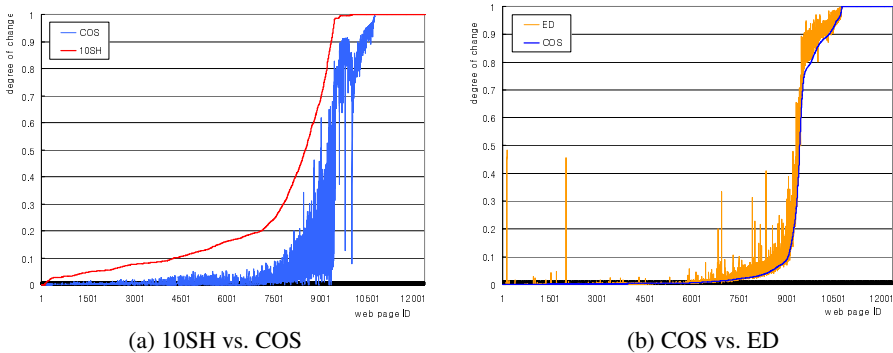 1
0.9
0.8
0.7
0.6
0.5
0.4
0.3
0.2
0.1
0
degree of change
COS
10SH
1 1501 3001 4501 6001 7501 9001 10501 12001
web page ID
(a) 10SH vs. COS
1
0.9
0.8
0.7
0.6
0.5
0.4
0.3
0.2
0.1
0
degree of change
ED
COS
1 1501 3001 4501 6001 7501 9001 10501 12001
web page ID
(b) COS vs. ED